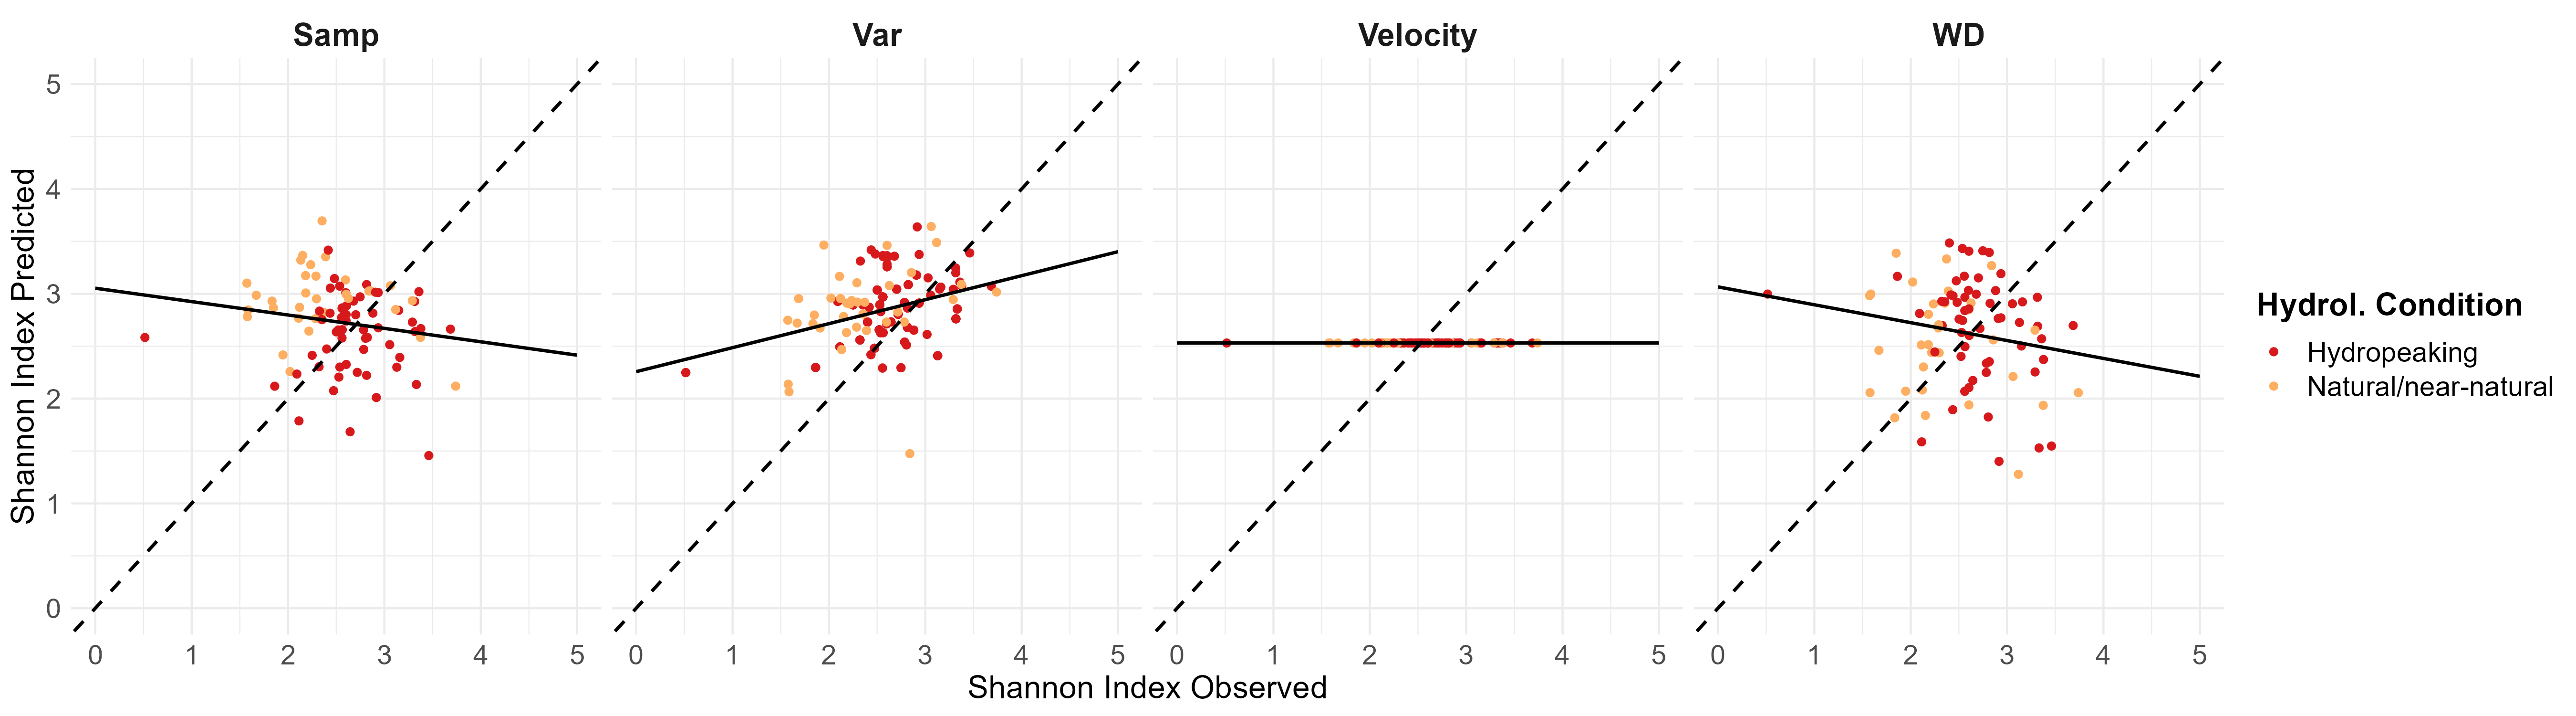 Samp Var Velocity WD
Shannon Index Predicted
5
4
3
2
1
0
0 1 2 3 4 5 0 1 2 3 4 5 0 1 2 3 4 5 0 1 2 3 4 5
Shannon Index Observed
Hydrol. Condition
Hydropeaking
Natural/near-natural